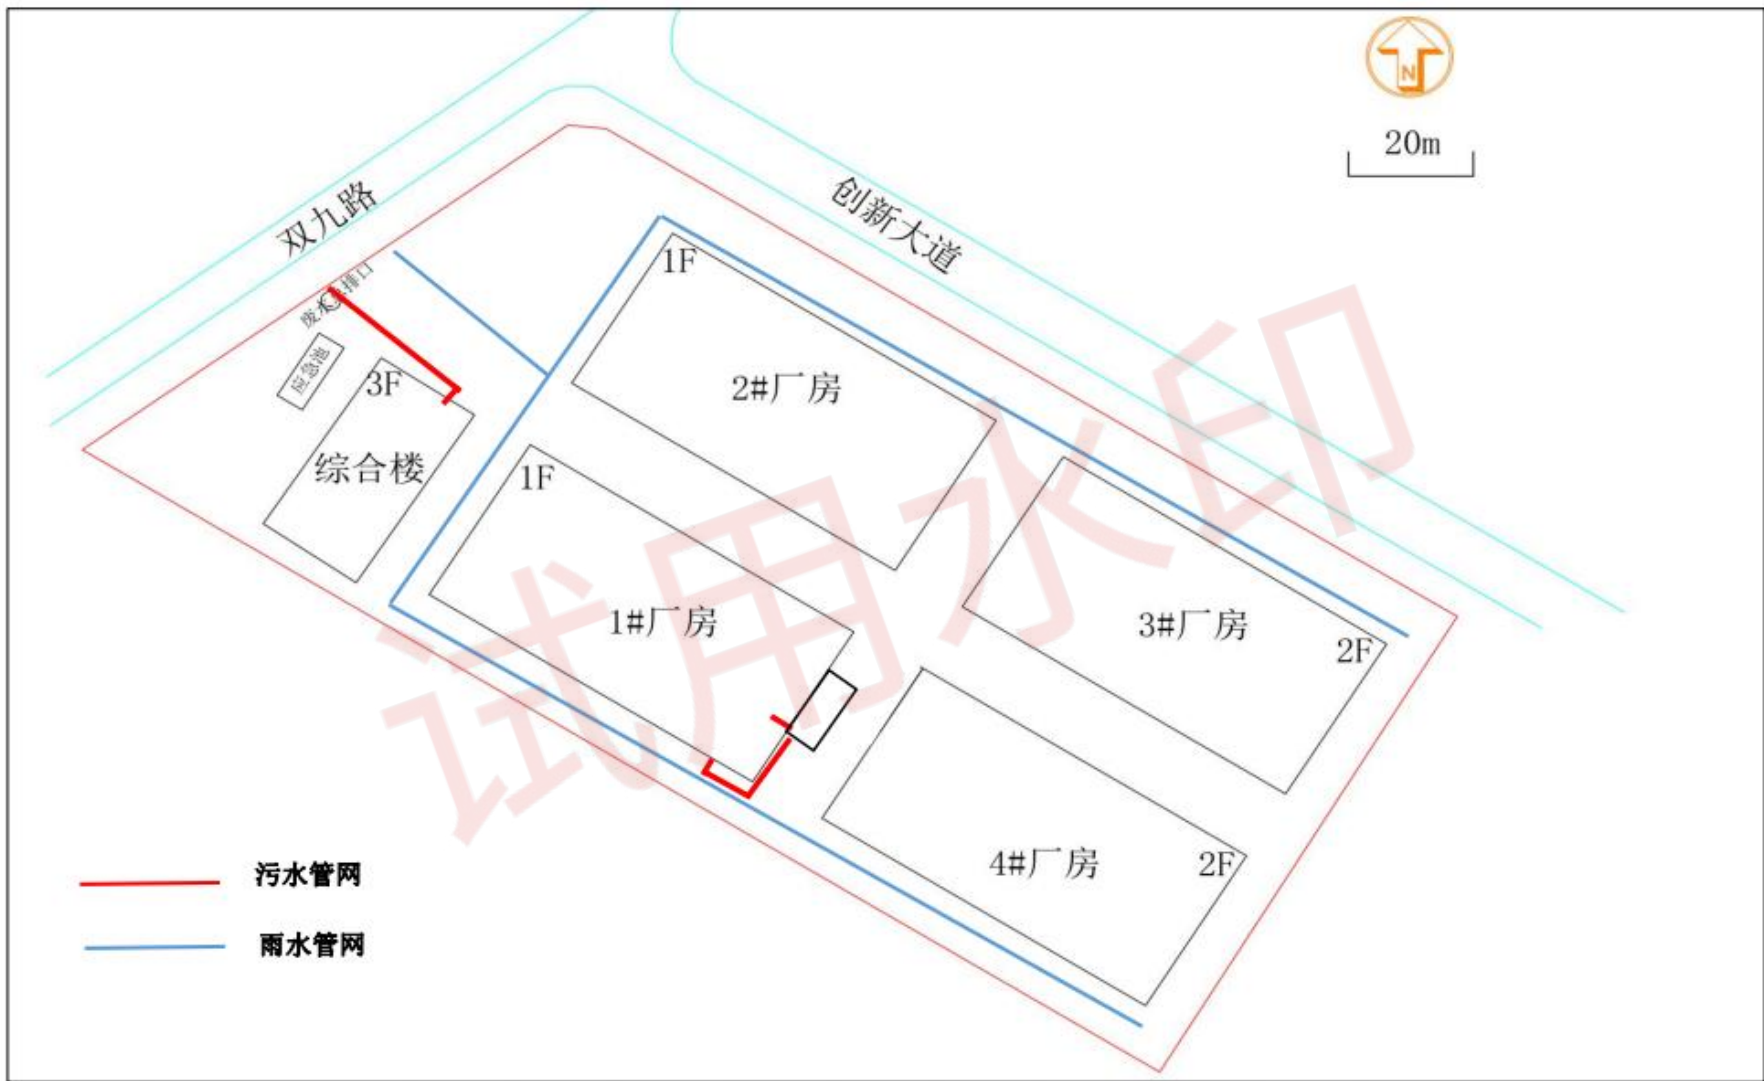 N
20m
双九路
创新大道
废水总排口
应急池
3F
综合楼
1F
2#厂房
1F
1#厂房
3#厂房
2F
4#厂房
2F
污水管网
雨水管网
试用水印